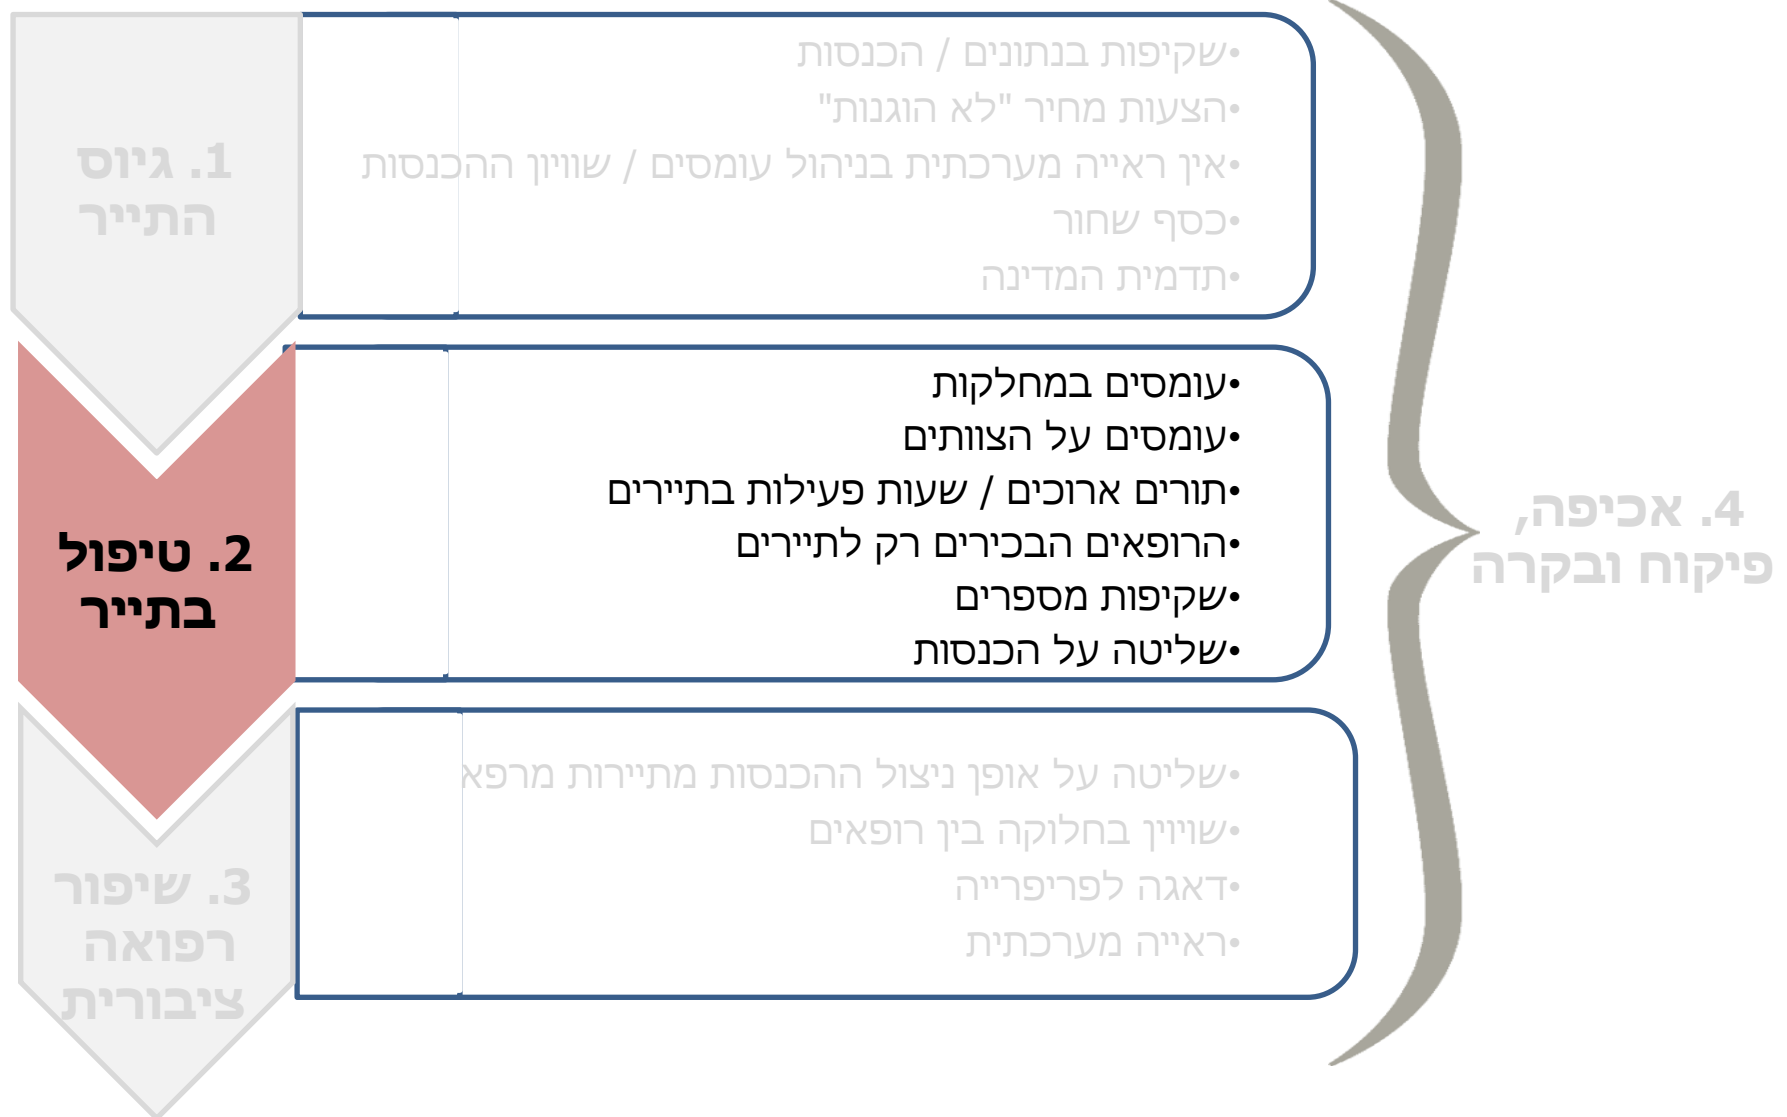 1. גיוס
התייר
•שקיפות בנתונים / הכנסות
•הצעות מחיר "לא הוגנות"
•אין ראייה מערכתית בניהול עומסים / שוויון ההכנסות
•כסף שחור
•תדמית המדינה
2. טיפול
בתייר
•עומסים במחלקות
•עומסים על הצוותים
•תורים ארוכים / שעות פעילות בתיירים
•הרופאים הבכירים רק לתיירים
•שקיפות מספרים
•שליטה על הכנסות
3. שיפור
רפואה
ציבורית
•שליטה על אופן ניצול ההכנסות מתיירות מרפא
•שויוין בחלוקה בין רופאים
•דאגה לפריפרייה
•ראייה מערכתית
4. אכיפה,
פיקוח ובקרה